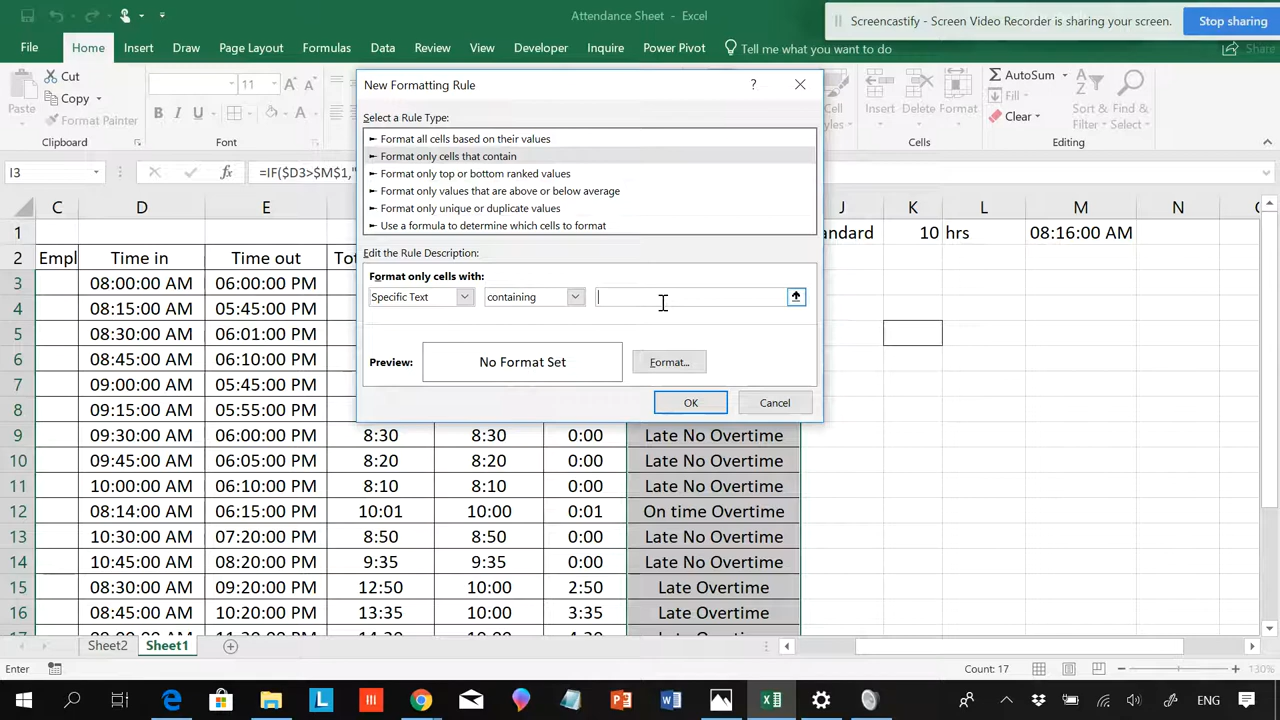 Attendance Sheet - Excel
Screencastify - Screen Video Recorder is sharing your screen.
Stop sharing
File Home Insert Draw Page Layout Formulas Data Review View Developer Inquire Power Pivot Tell me what you want to do Share
Paste
Cut
Copy
Format Painter
Clipboard
11
B I U
Font
Cell
Insert Delete Format
Cells
AutoSum
Fill
Clear
Sort & Filter
Find & Select
Editing
I3
=IF($D3>$M$1,"
New Formatting Rule
Select a Rule Type:
Format all cells based on their values
Format only cells that contain
Format only top or bottom ranked values
Format only values that are above or below average
Format only unique or duplicate values
Use a formula to determine which cells to format
Edit the Rule Description:
Format only cells with:
Specific Text containing
Preview: No Format Set Format...
OK Cancel
C D E J K L M N
1 10 hrs 08:16:00 AM
2 Empl Time in Time out
3 08:00:00 AM 06:00:00 PM
4 08:15:00 AM 05:45:00 PM
5 08:30:00 AM 06:01:00 PM
6 08:45:00 AM 06:10:00 PM
7 09:00:00 AM 05:45:00 PM
8 09:15:00 AM 05:55:00 PM
9 09:30:00 AM 06:00:00 PM 8:30 8:30 0:00 Late No Overtime
10 09:45:00 AM 06:05:00 PM 8:20 8:20 0:00 Late No Overtime
11 10:00:00 AM 06:10:00 PM 8:10 8:10 0:00 Late No Overtime
12 08:14:00 AM 06:15:00 PM 10:01 10:00 0:01 On time Overtime
13 10:30:00 AM 07:20:00 PM 8:50 8:50 0:00 Late No Overtime
14 10:45:00 AM 08:20:00 PM 9:35 9:35 0:00 Late No Overtime
15 08:30:00 AM 09:20:00 PM 12:50 10:00 2:50 Late Overtime
16 08:45:00 AM 10:20:00 PM 13:35 10:00 3:35 Late Overtime
Sheet2 Sheet1
Enter
Count: 17
130%
ENG